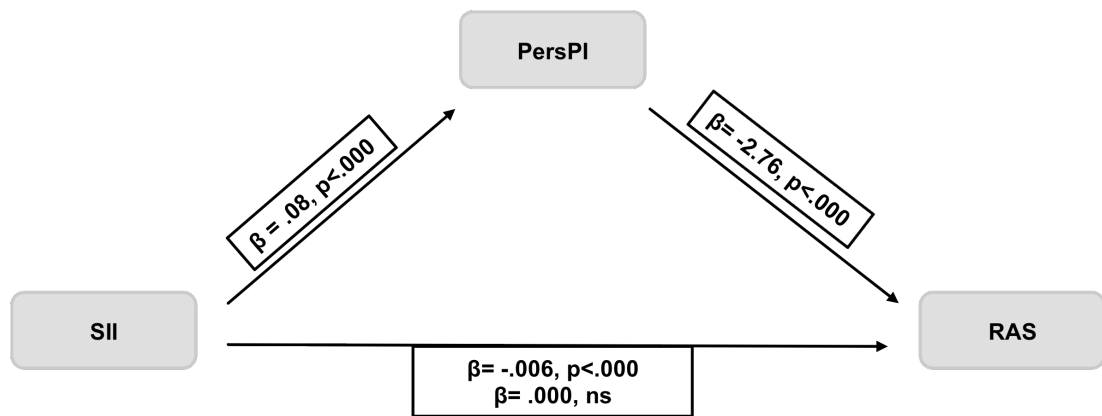 PersPI
β = .08, p<.000
β= -2.76, p<.000
SII
RAS
β= -.006, p<.000
β= .000, ns